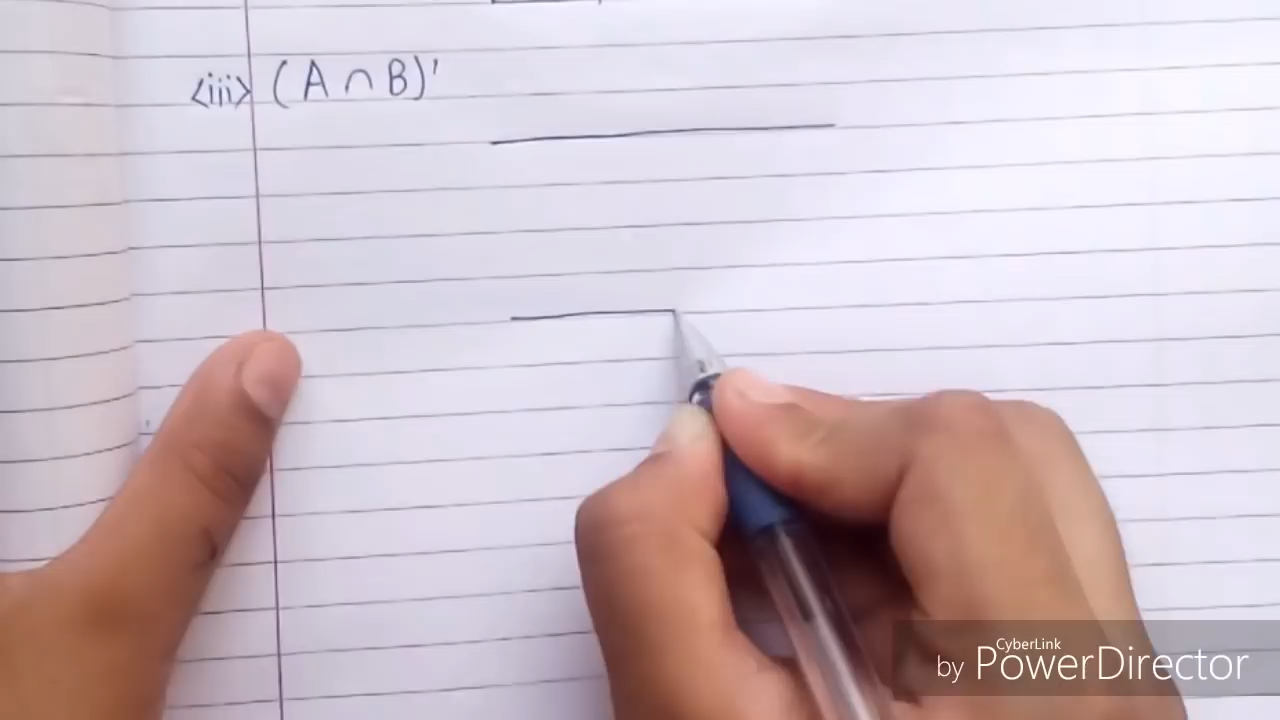 <iii> (A ∩ B)'
CyberLink
by PowerDirector